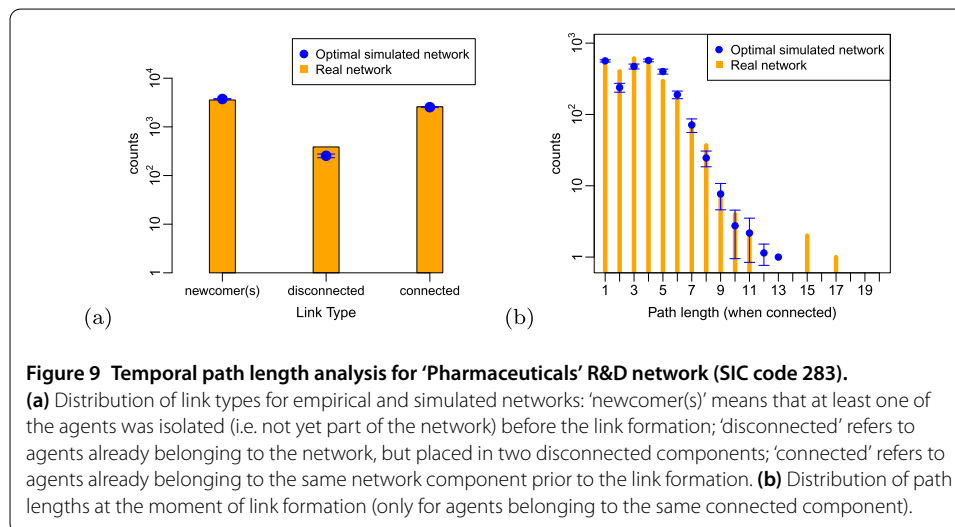 Optimal simulated network
Real network
counts
10^4
10^3
10^2
10
1
newcomer(s) disconnected connected
Link Type
(a)
Optimal simulated network
Real network
counts
10^3
10^2
10
1
1 3 5 7 9 11 13 15 17 19
Path length (when connected)
(b)
Figure 9 Temporal path length analysis for ‘Pharmaceuticals’ R&D network (SIC code 283).
(a) Distribution of link types for empirical and simulated networks: ‘newcomer(s)’ means that at least one of
the agents was isolated (i.e. not yet part of the network) before the link formation; ‘disconnected’ refers to
agents already belonging to the network, but placed in two disconnected components; ‘connected’ refers to
agents already belonging to the same network component prior to the link formation. (b) Distribution of path
lengths at the moment of link formation (only for agents belonging to the same connected component).